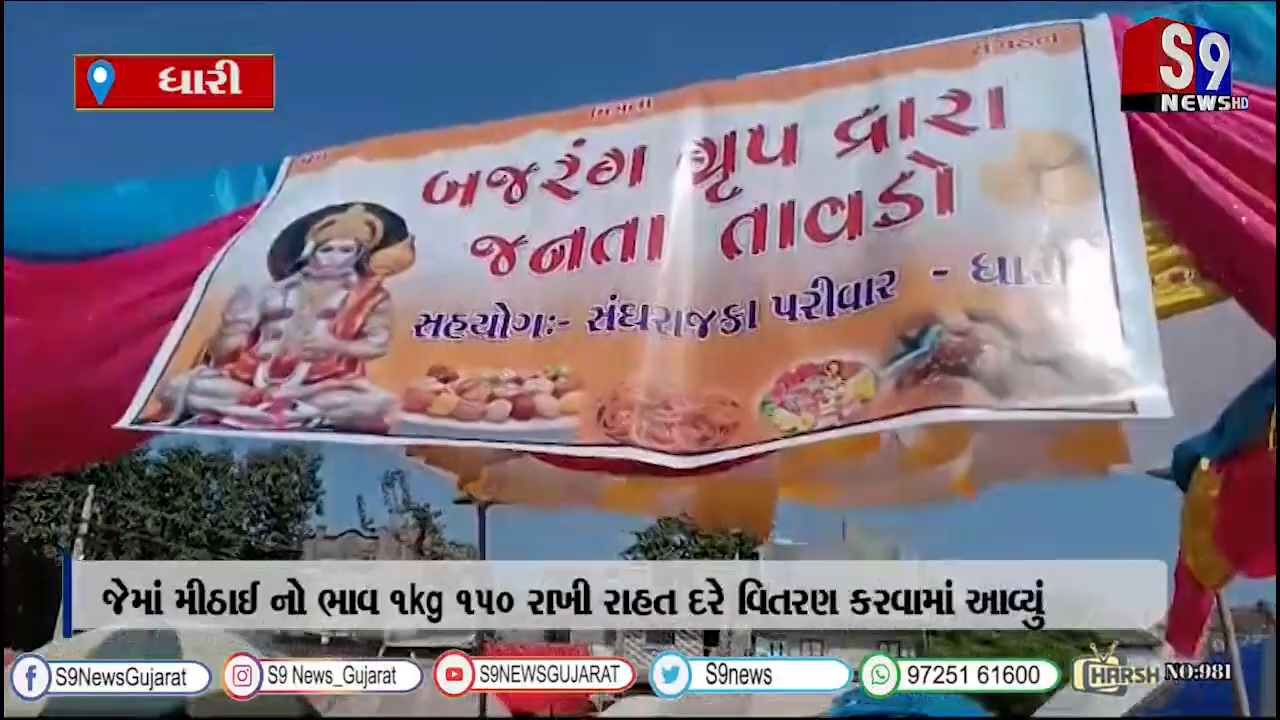 ધારી
S9
NEWS HD
સંગઠન
બજરંગ ગ્રૃપ દ્વારા
જનતા તાવડો
સહયોગઃ- સંઘરાજકા પરીવાર - ધારી
જેમાં મીઠાઈ નો ભાવ ૧kg ૧૫૦ રાખી રાહત દરે વિતરણ કરવામાં આવ્યું
S9NewsGujarat
S9 News_Gujarat
S9NEWSGUJARAT
S9news
97251 61600
HARSH NO:981